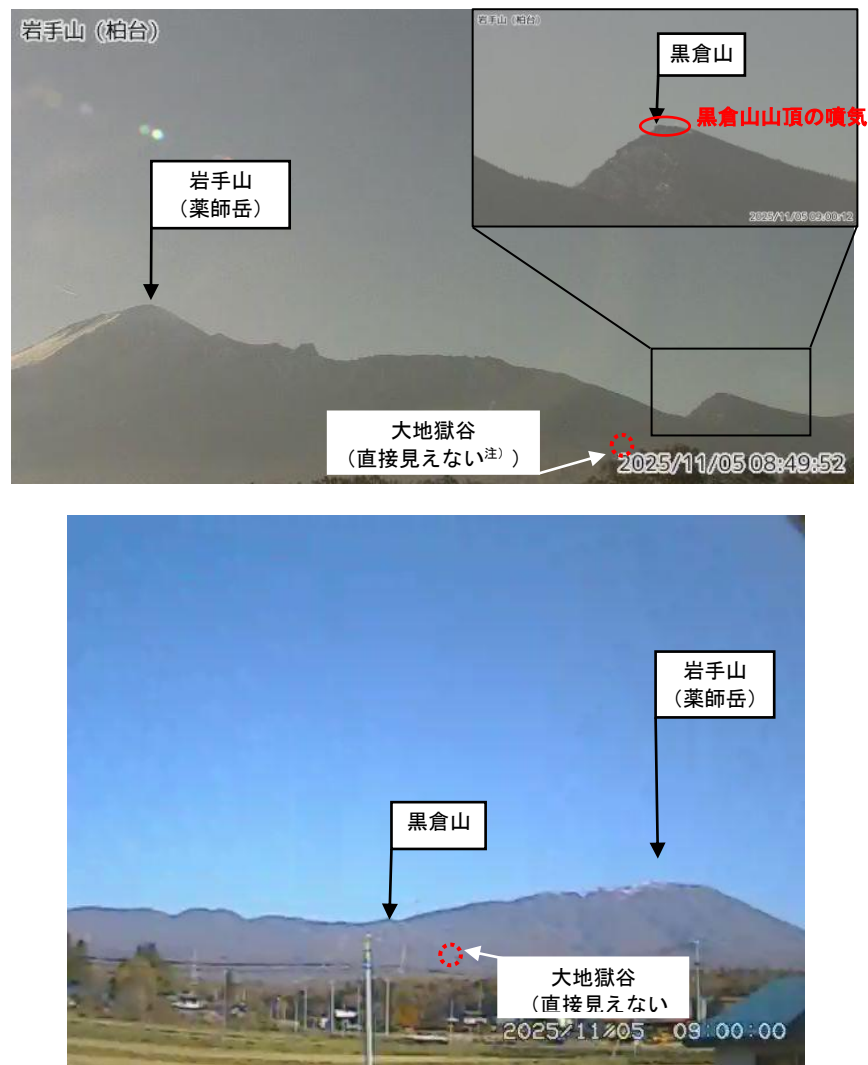 岩手山（柏台）
岩手山（柏台）
黒倉山
黒倉山山頂の噴気
2025/11/05 09:00:12
岩手山
（薬師岳）
大地獄谷
（直接見えない注））
2025/11/05 08:49:52
岩手山
（薬師岳）
黒倉山
大地獄谷
（直接見えない
2025/11/05 09:00:00